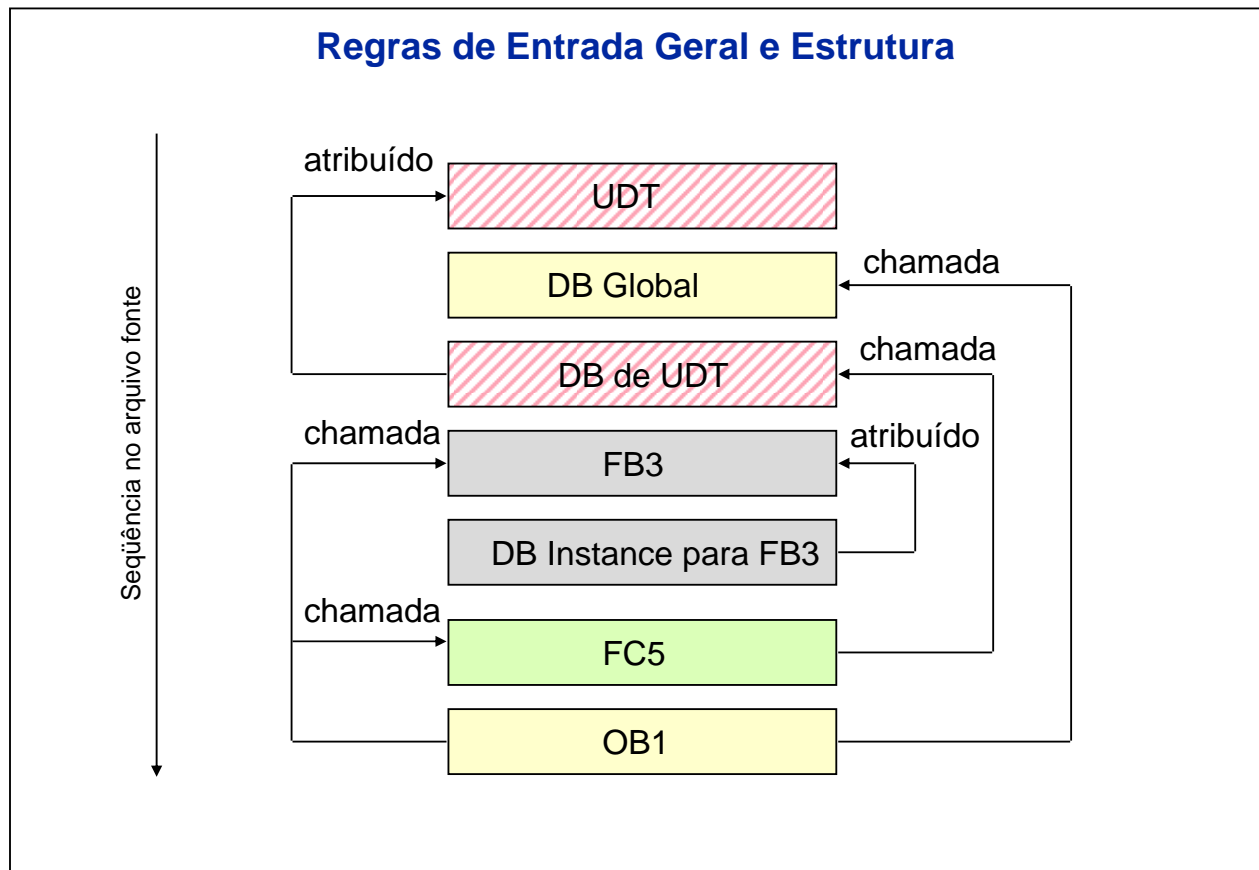 Regras de Entrada Geral e Estrutura
Seqüência no arquivo fonte
atribuído
UDT
DB Global
chamada
DB de UDT
chamada
chamada
FB3
atribuído
DB Instance para FB3
chamada
FC5
OB1